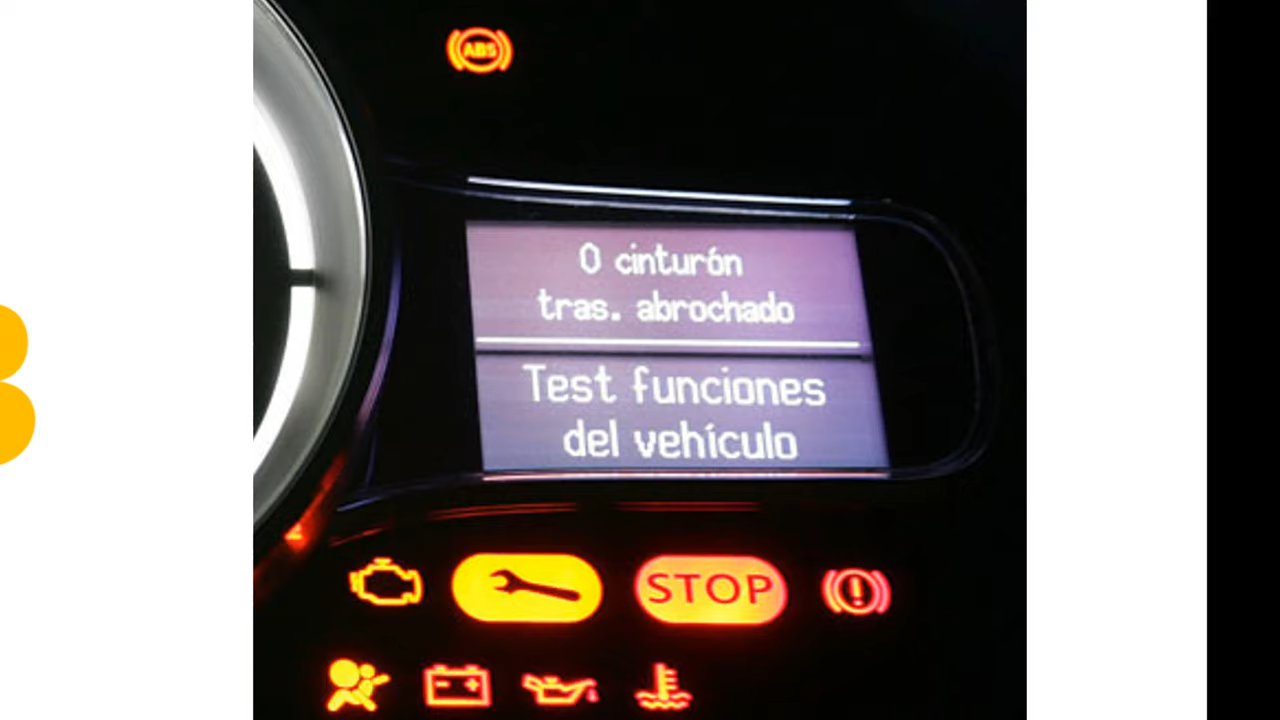 ABS
0 cinturón
tras. abrochado
Test funciones
del vehículo
STOP